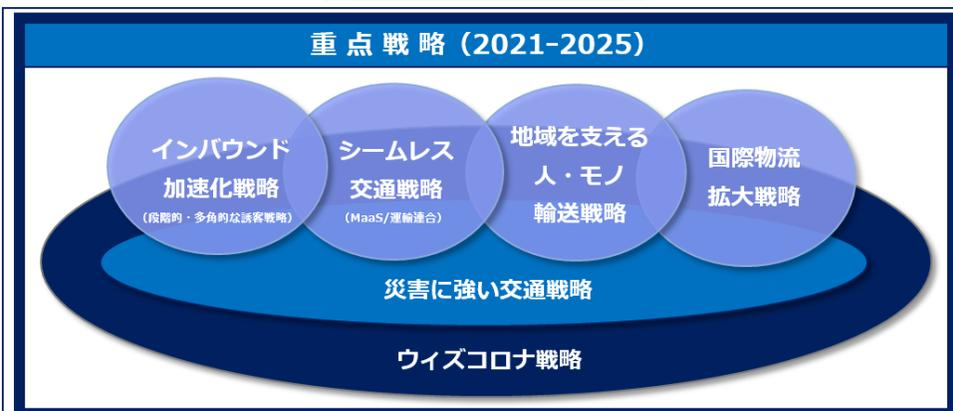 重点戦略（2021-2025）
インバウンド
加速化戦略
（段階的・多角的な誘客戦略）
シームレス
交通戦略
（MaaS/運輸連合）
地域を支える
人・モノ
輸送戦略
国際物流
拡大戦略
災害に強い交通戦略
ウィズコロナ戦略